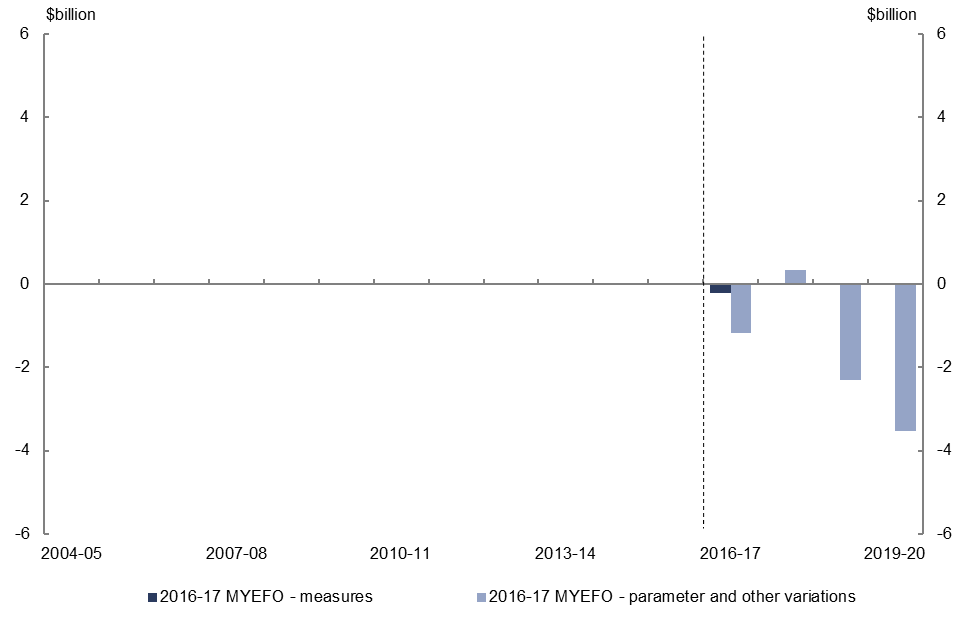 $billion $billion
6 6
4 4
2 2
0 0
-2 -2
-4 -4
-6 -6
2004-05 2007-08 2010-11 2013-14 2016-17 2019-20
2016-17 MYEFO - measures 2016-17 MYEFO - parameter and other variations